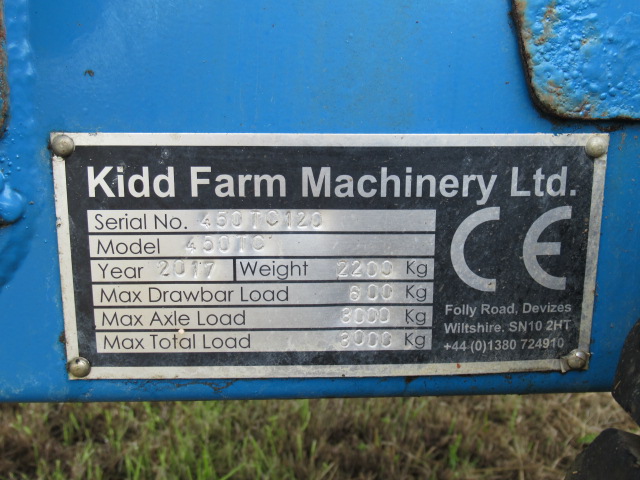 Kidd Farm Machinery Ltd.
Serial No. 450TC120
Model 450TC
Year 2017 Weight 2200 Kg
Max Drawbar Load 600 Kg
Max Axle Load 3000 Kg
Max Total Load 3000 Kg
CE
Folly Road, Devizes
Wiltshire. SN10 2HT
+44 (0)1380 724910